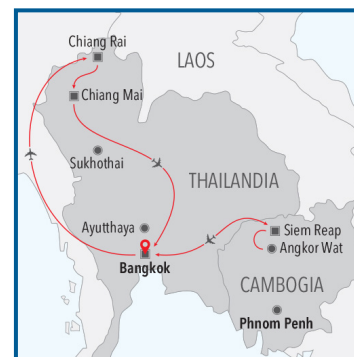 Chiang Rai
LAOS
Chiang Mai
Sukhothai
THAILANDIA
Ayutthaya
Siem Reap
Angkor Wat
Bangkok
CAMBOGIA
Phnom Penh